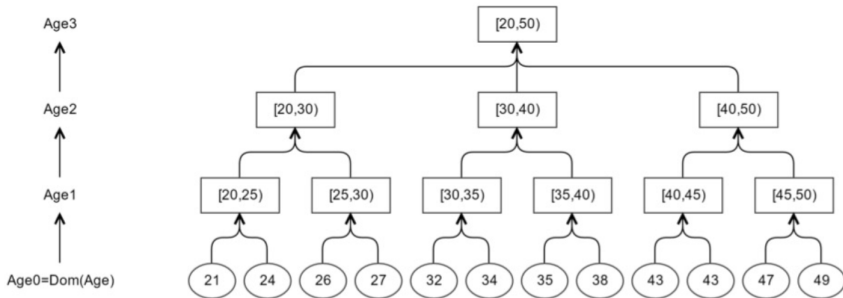 Age3 [20,50)
Age2 [20,30) [30,40) [40,50)
Age1 [20,25) [25,30) [30,35) [35,40) [40,45) [45,50)
Age0=Dom(Age) 21 24 26 27 32 34 35 38 43 43 47 49